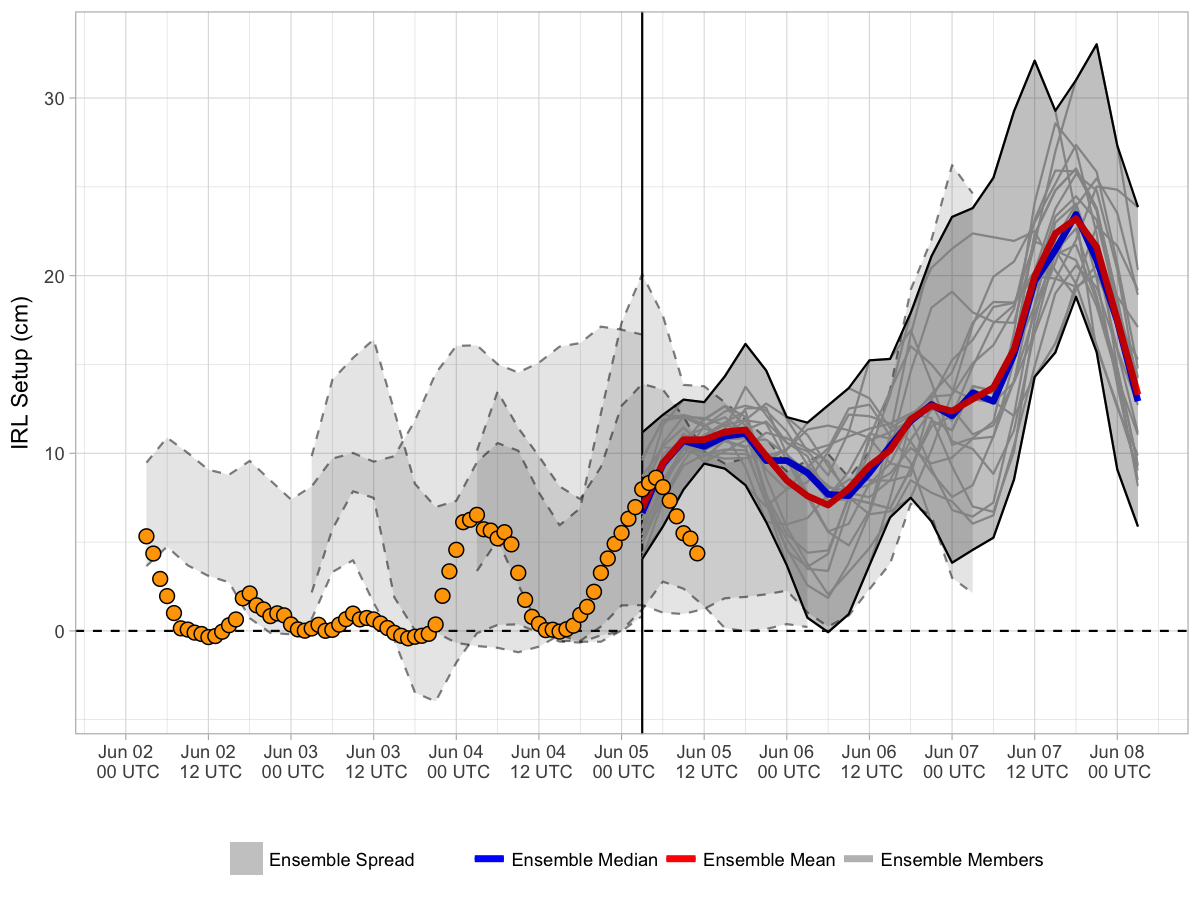 IRL Setup (cm)
30
20
10
0
Jun 02 Jun 02 Jun 03 Jun 03 Jun 04 Jun 04 Jun 05 Jun 05 Jun 06 Jun 06 Jun 07 Jun 07 Jun 08
00 UTC 12 UTC 00 UTC 12 UTC 00 UTC 12 UTC 00 UTC 12 UTC 00 UTC 12 UTC 00 UTC 12 UTC 00 UTC
Ensemble Spread Ensemble Median Ensemble Mean Ensemble Members